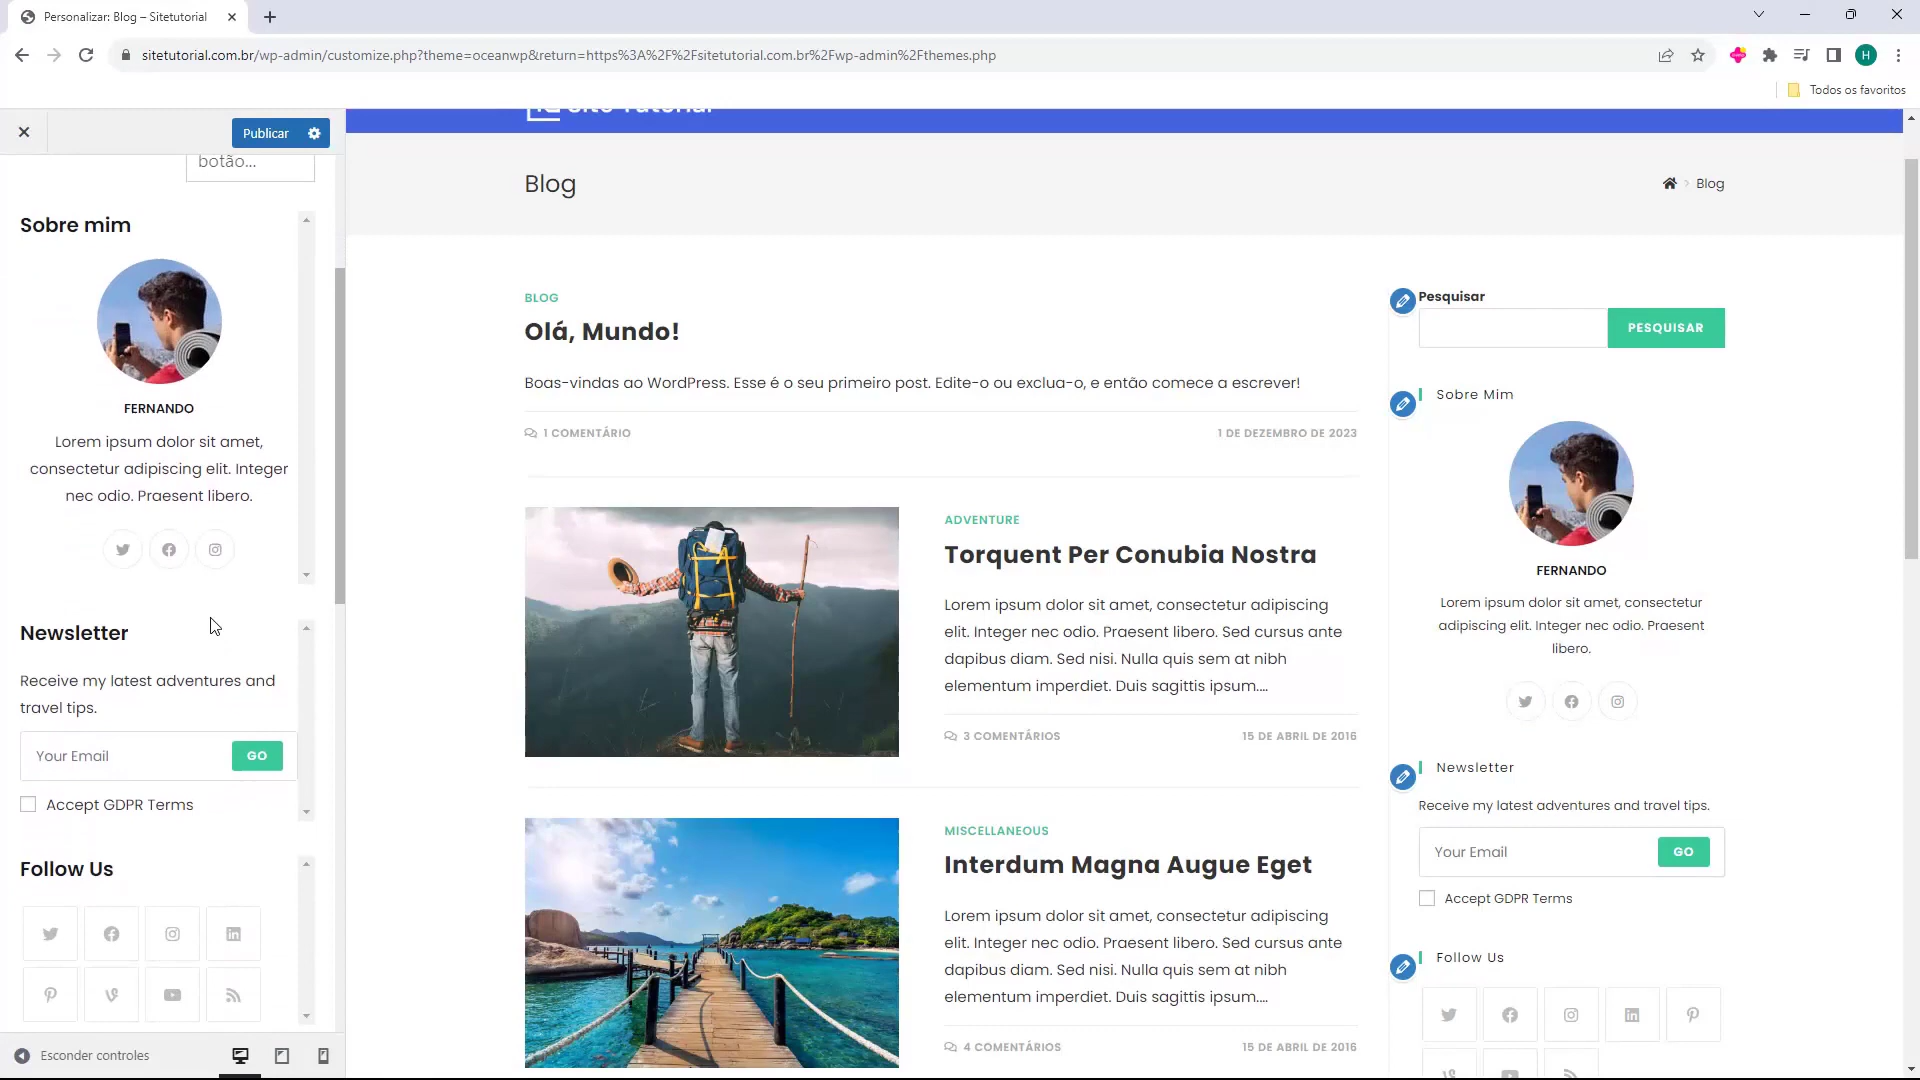 Personalizar: Blog – Sitetutorial
sitetutorial.com.br/wp-admin/customize.php?theme=oceanwp&return=https%3A%2F%2Fsitetutorial.com.br%2Fwp-admin%2Fthemes.php
H
Todos os favoritos
Publicar
botão...
Sobre mim
FERNANDO
Lorem ipsum dolor sit amet,
consectetur adipiscing elit. Integer
nec odio. Praesent libero.
Newsletter
Receive my latest adventures and
travel tips.
Your Email
GO
Accept GDPR Terms
Follow Us
Esconder controles
Site Tutorial
Blog
Blog
BLOG
Olá, Mundo!
Boas-vindas ao WordPress. Esse é o seu primeiro post. Edite-o ou exclua-o, e então comece a escrever!
1 COMENTÁRIO
1 DE DEZEMBRO DE 2023
ADVENTURE
Torquent Per Conubia Nostra
Lorem ipsum dolor sit amet, consectetur adipiscing
elit. Integer nec odio. Praesent libero. Sed cursus ante
dapibus diam. Sed nisi. Nulla quis sem at nibh
elementum imperdiet. Duis sagittis ipsum....
3 COMENTÁRIOS
15 DE ABRIL DE 2016
MISCELLANEOUS
Interdum Magna Augue Eget
Lorem ipsum dolor sit amet, consectetur adipiscing
elit. Integer nec odio. Praesent libero. Sed cursus ante
dapibus diam. Sed nisi. Nulla quis sem at nibh
elementum imperdiet. Duis sagittis ipsum....
4 COMENTÁRIOS
15 DE ABRIL DE 2016
Pesquisar
PESQUISAR
Sobre Mim
FERNANDO
Lorem ipsum dolor sit amet, consectetur
adipiscing elit. Integer nec odio. Praesent
libero.
Newsletter
Receive my latest adventures and travel tips.
Your Email
GO
Accept GDPR Terms
Follow Us